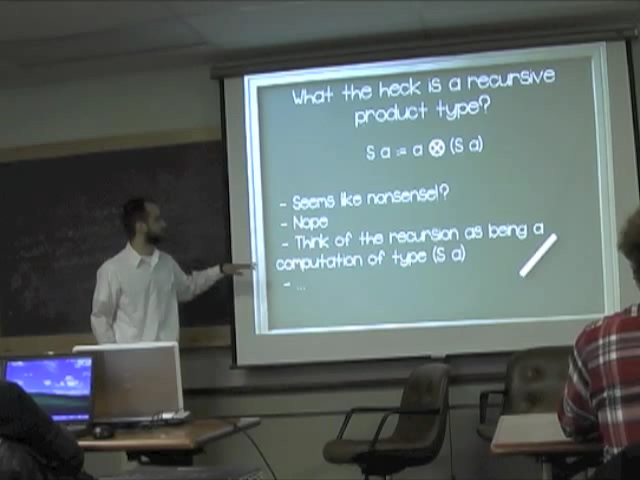 What the heck is a recursive
product type?
S a := a ⊗ (S a)
- Seems like nonsense!?
- Nope
- Think of the recursion as being a
computation of type (S a)
- ...